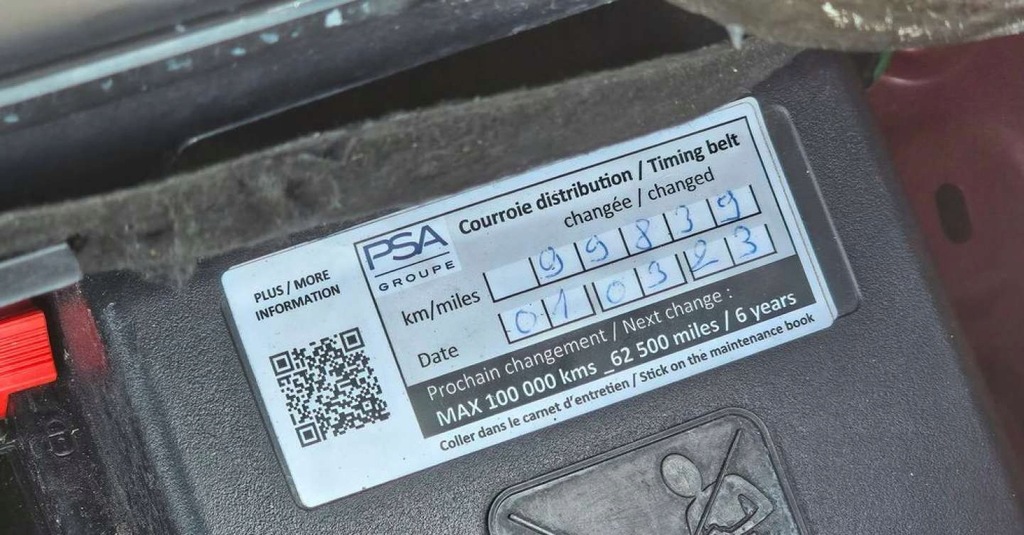 PLUS / MORE
INFORMATION
PSA
GROUPE
Courroie distribution / Timing belt
changée / changed
km/miles 99839
Date 01 03 23
Prochain changement / Next change :
MAX 100 000 kms _62 500 miles / 6 years
Coller dans le carnet d'entretien / Stick on the maintenance book